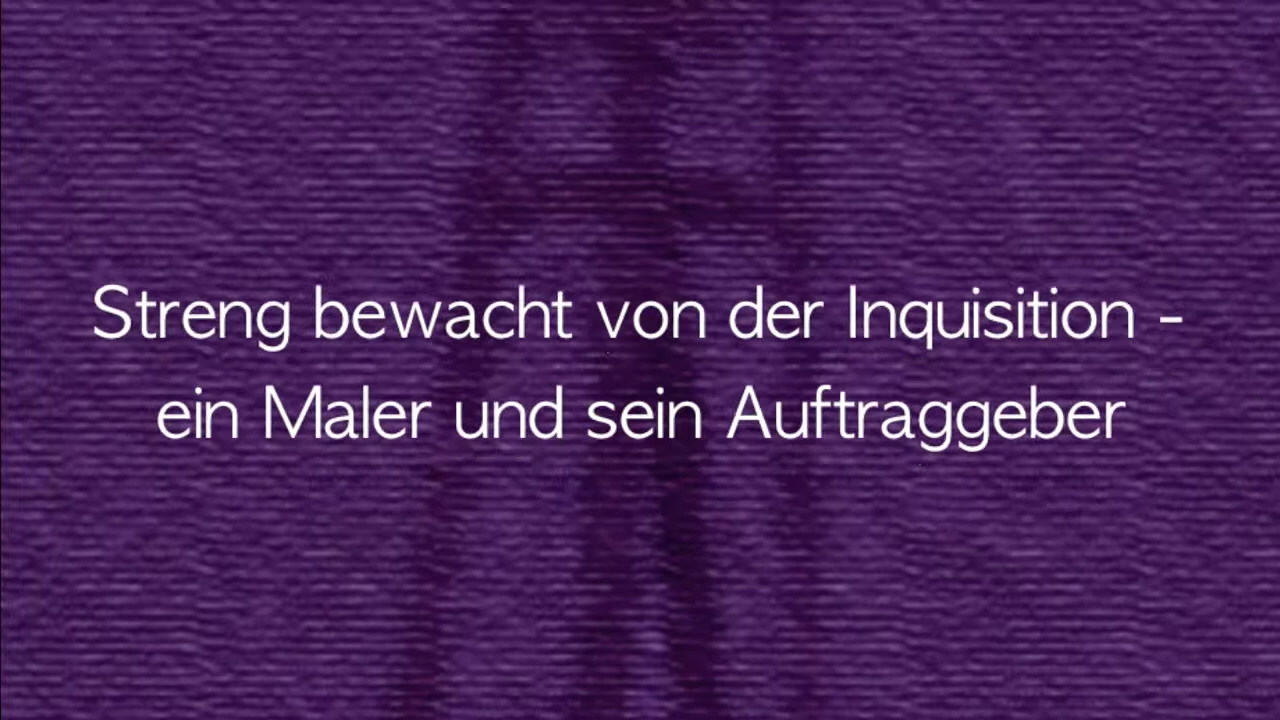 Streng bewacht von der Inquisition -
ein Maler und sein Auftraggeber